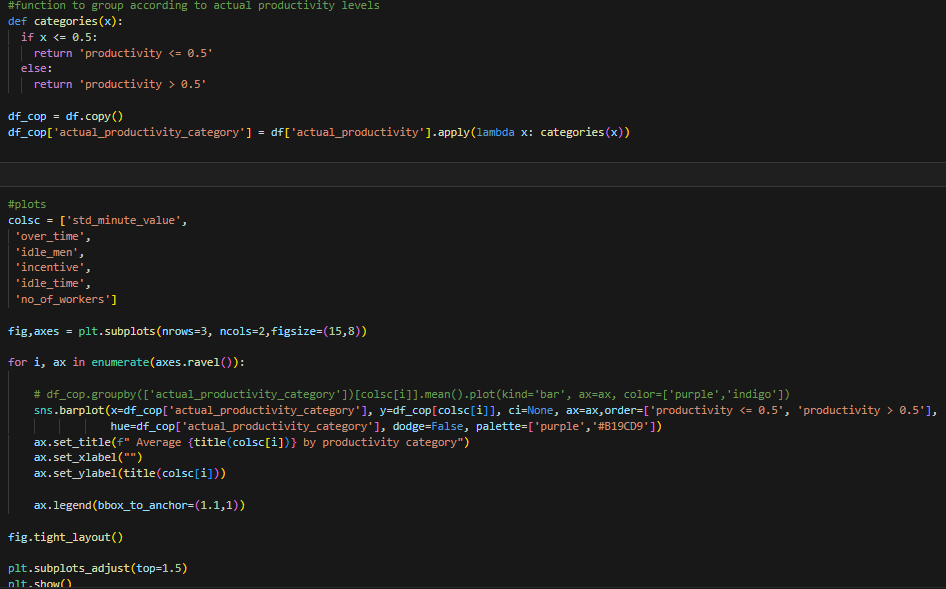 #function to group according to actual productivity levels
def categories(x):
  if x <= 0.5:
    return 'productivity <= 0.5'
  else:
    return 'productivity > 0.5'

df_cop = df.copy()
df_cop['actual_productivity_category'] = df['actual_productivity'].apply(lambda x: categories(x))

#plots
colsc = ['std_minute_value',
 'over_time',
 'idle_men',
 'incentive',
 'idle_time',
 'no_of_workers']

fig,axes = plt.subplots(nrows=3, ncols=2,figsize=(15,8))

for i, ax in enumerate(axes.ravel()):

    # df_cop.groupby(['actual_productivity_category'])[colsc[i]].mean().plot(kind='bar', ax=ax, color=['purple','indigo'])
    sns.barplot(x=df_cop['actual_productivity_category'], y=df_cop[colsc[i]], ci=None, ax=ax,order=['productivity <= 0.5', 'productivity > 0.5'],
                hue=df_cop['actual_productivity_category'], dodge=False, palette=['purple','#B19CD9'])
    ax.set_title(f" Average {title(colsc[i])} by productivity category")
    ax.set_xlabel("")
    ax.set_ylabel(title(colsc[i]))

    ax.legend(bbox_to_anchor=(1.1,1))

fig.tight_layout()

plt.subplots_adjust(top=1.5)
plt.show()